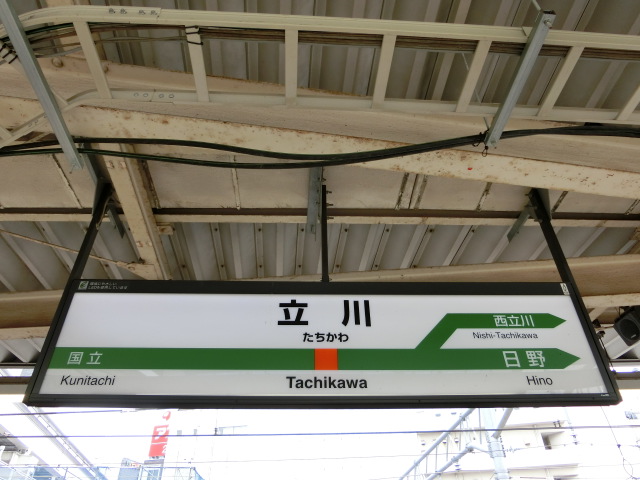 立川
たちかわ
西立川
Nishi-Tachikawa
国立
日野
Kunitachi
Tachikawa
Hino